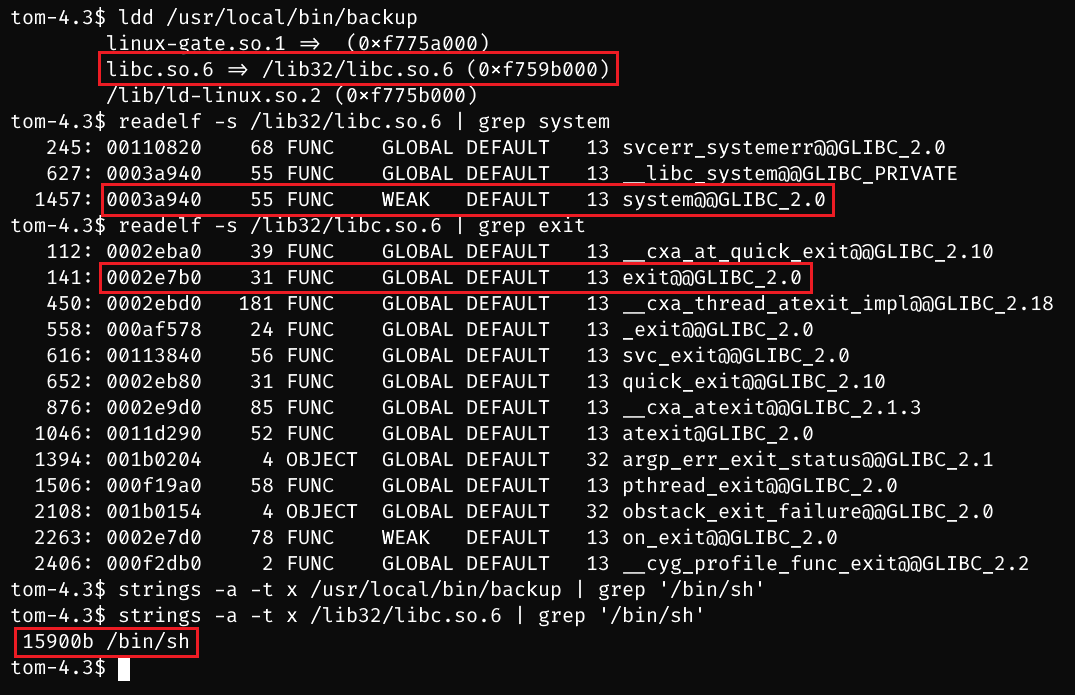 tom-4.3$ ldd /usr/local/bin/backup
        linux-gate.so.1 =>  (0xf775a000)
        libc.so.6 => /lib32/libc.so.6 (0xf759b000)
        /lib/ld-linux.so.2 (0xf775b000)
tom-4.3$ readelf -s /lib32/libc.so.6 | grep system
   245: 00110820    68 FUNC    GLOBAL DEFAULT   13 svcerr_systemerr@@GLIBC_2.0
   627: 0003a940    55 FUNC    GLOBAL DEFAULT   13 __libc_system@@GLIBC_PRIVATE
  1457: 0003a940    55 FUNC    WEAK   DEFAULT   13 system@@GLIBC_2.0
tom-4.3$ readelf -s /lib32/libc.so.6 | grep exit
   112: 0002eba0    39 FUNC    GLOBAL DEFAULT   13 __cxa_at_quick_exit@@GLIBC_2.10
   141: 0002e7b0    31 FUNC    GLOBAL DEFAULT   13 exit@@GLIBC_2.0
   450: 0002ebd0   181 FUNC    GLOBAL DEFAULT   13 __cxa_thread_atexit_impl@@GLIBC_2.18
   558: 000af578    24 FUNC    GLOBAL DEFAULT   13 _exit@@GLIBC_2.0
   616: 00113840    56 FUNC    GLOBAL DEFAULT   13 svc_exit@@GLIBC_2.0
   652: 0002eb80    31 FUNC    GLOBAL DEFAULT   13 quick_exit@@GLIBC_2.10
   876: 0002e9d0    85 FUNC    GLOBAL DEFAULT   13 __cxa_atexit@@GLIBC_2.1.3
  1046: 0011d290    52 FUNC    GLOBAL DEFAULT   13 atexit@GLIBC_2.0
  1394: 001b0204     4 OBJECT  GLOBAL DEFAULT   32 argp_err_exit_status@@GLIBC_2.1
  1506: 000f19a0    58 FUNC    GLOBAL DEFAULT   13 pthread_exit@@GLIBC_2.0
  2108: 001b0154     4 OBJECT  GLOBAL DEFAULT   32 obstack_exit_failure@@GLIBC_2.0
  2263: 0002e7d0    78 FUNC    WEAK   DEFAULT   13 on_exit@@GLIBC_2.0
  2406: 000f2db0     2 FUNC    GLOBAL DEFAULT   13 __cyg_profile_func_exit@@GLIBC_2.2
tom-4.3$ strings -a -t x /usr/local/bin/backup | grep '/bin/sh'
tom-4.3$ strings -a -t x /lib32/libc.so.6 | grep '/bin/sh'
 15900b /bin/sh
tom-4.3$